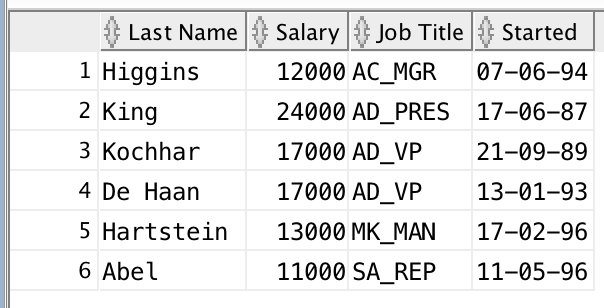 Last Name Salary Job Title Started
1 Higgins 12000 AC_MGR 07-06-94
2 King 24000 AD_PRES 17-06-87
3 Kochhar 17000 AD_VP 21-09-89
4 De Haan 17000 AD_VP 13-01-93
5 Hartstein 13000 MK_MAN 17-02-96
6 Abel 11000 SA_REP 11-05-96